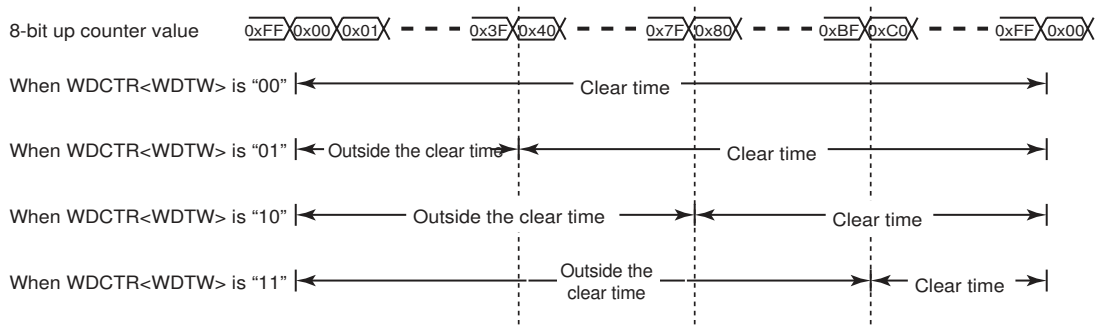 8-bit up counter value 0xFF 0x00 0x01 0x3F 0x40 0x7F 0x80 0xBF 0xC0 0xFF 0x00
When WDCTR<WDTW> is “00” Clear time
When WDCTR<WDTW> is “01” Outside the clear time Clear time
When WDCTR<WDTW> is “10” Outside the clear time Clear time
When WDCTR<WDTW> is “11” Outside the clear time Clear time